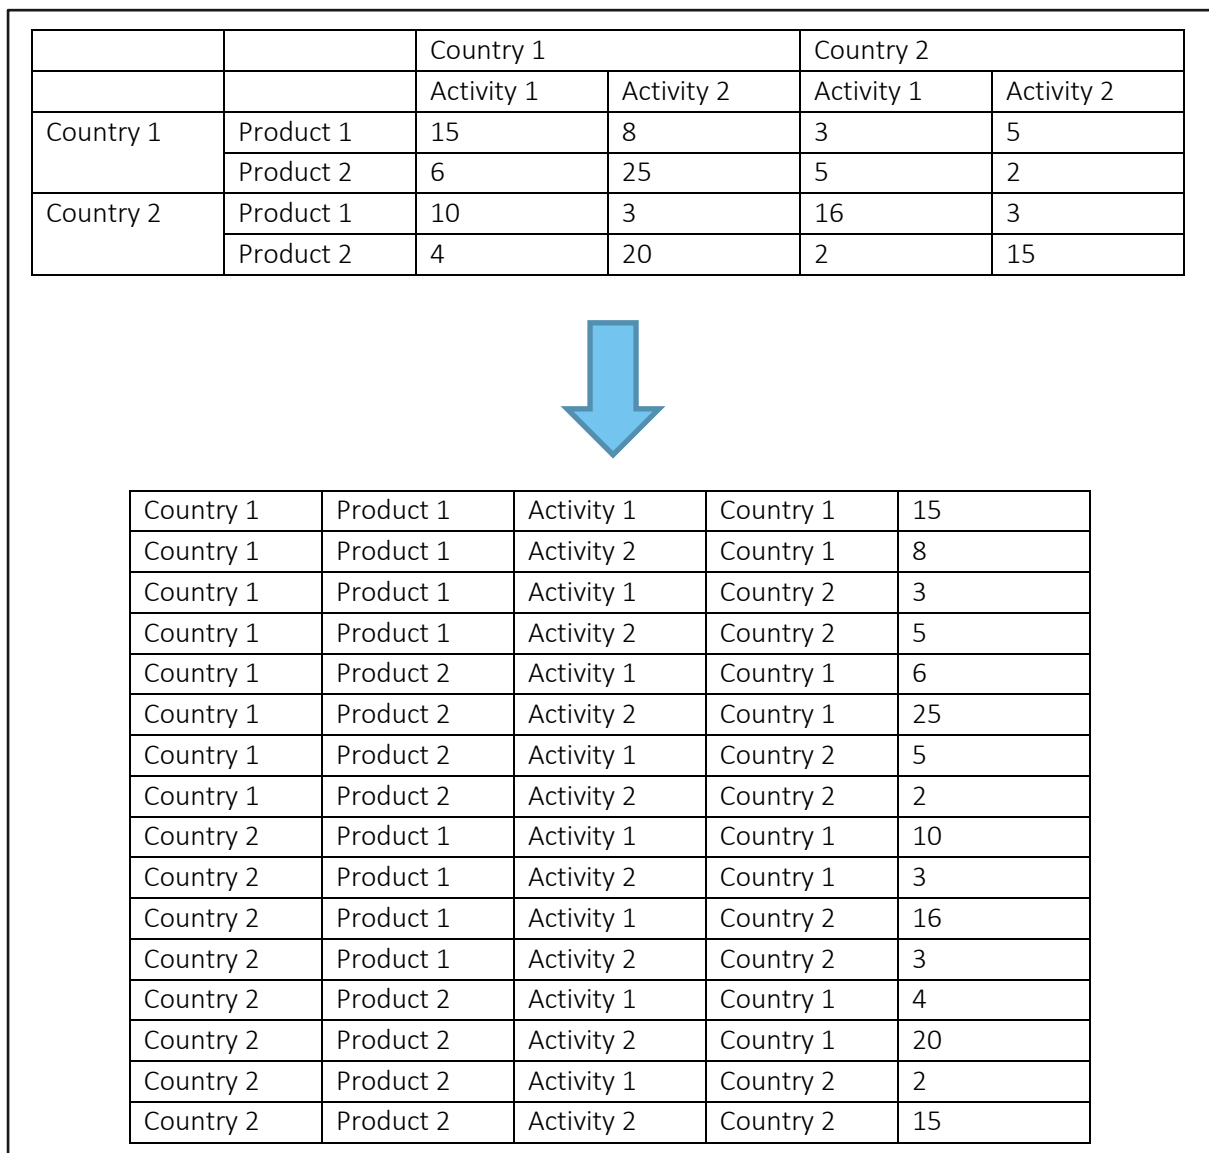 Country 1 Country 2
Activity 1 Activity 2 Activity 1 Activity 2
Country 1 Product 1 15 8 3 5
Product 2 6 25 5 2
Country 2 Product 1 10 3 16 3
Product 2 4 20 2 15
Country 1 Product 1 Activity 1 Country 1 15
Country 1 Product 1 Activity 2 Country 1 8
Country 1 Product 1 Activity 1 Country 2 3
Country 1 Product 1 Activity 2 Country 2 5
Country 1 Product 2 Activity 1 Country 1 6
Country 1 Product 2 Activity 2 Country 1 25
Country 1 Product 2 Activity 1 Country 2 5
Country 1 Product 2 Activity 2 Country 2 2
Country 2 Product 1 Activity 1 Country 1 10
Country 2 Product 1 Activity 2 Country 1 3
Country 2 Product 1 Activity 1 Country 2 16
Country 2 Product 1 Activity 2 Country 2 3
Country 2 Product 2 Activity 1 Country 1 4
Country 2 Product 2 Activity 2 Country 1 20
Country 2 Product 2 Activity 1 Country 2 2
Country 2 Product 2 Activity 2 Country 2 15